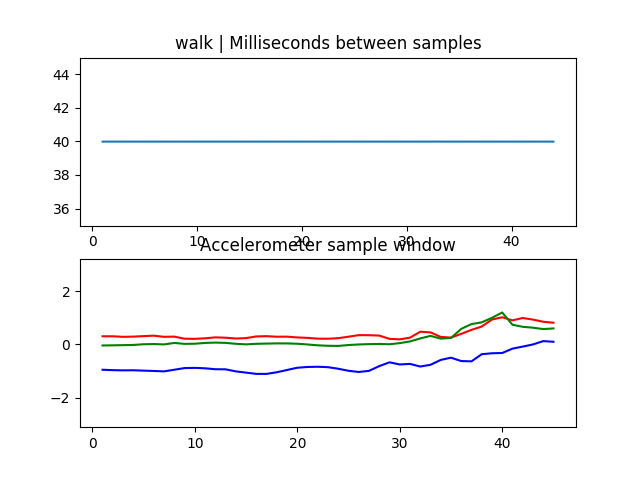 walk | Milliseconds between samples
44
42
40
38
36
0 10 20 30 40
Accelerometer sample window
2
0
−2
0 10 20 30 40